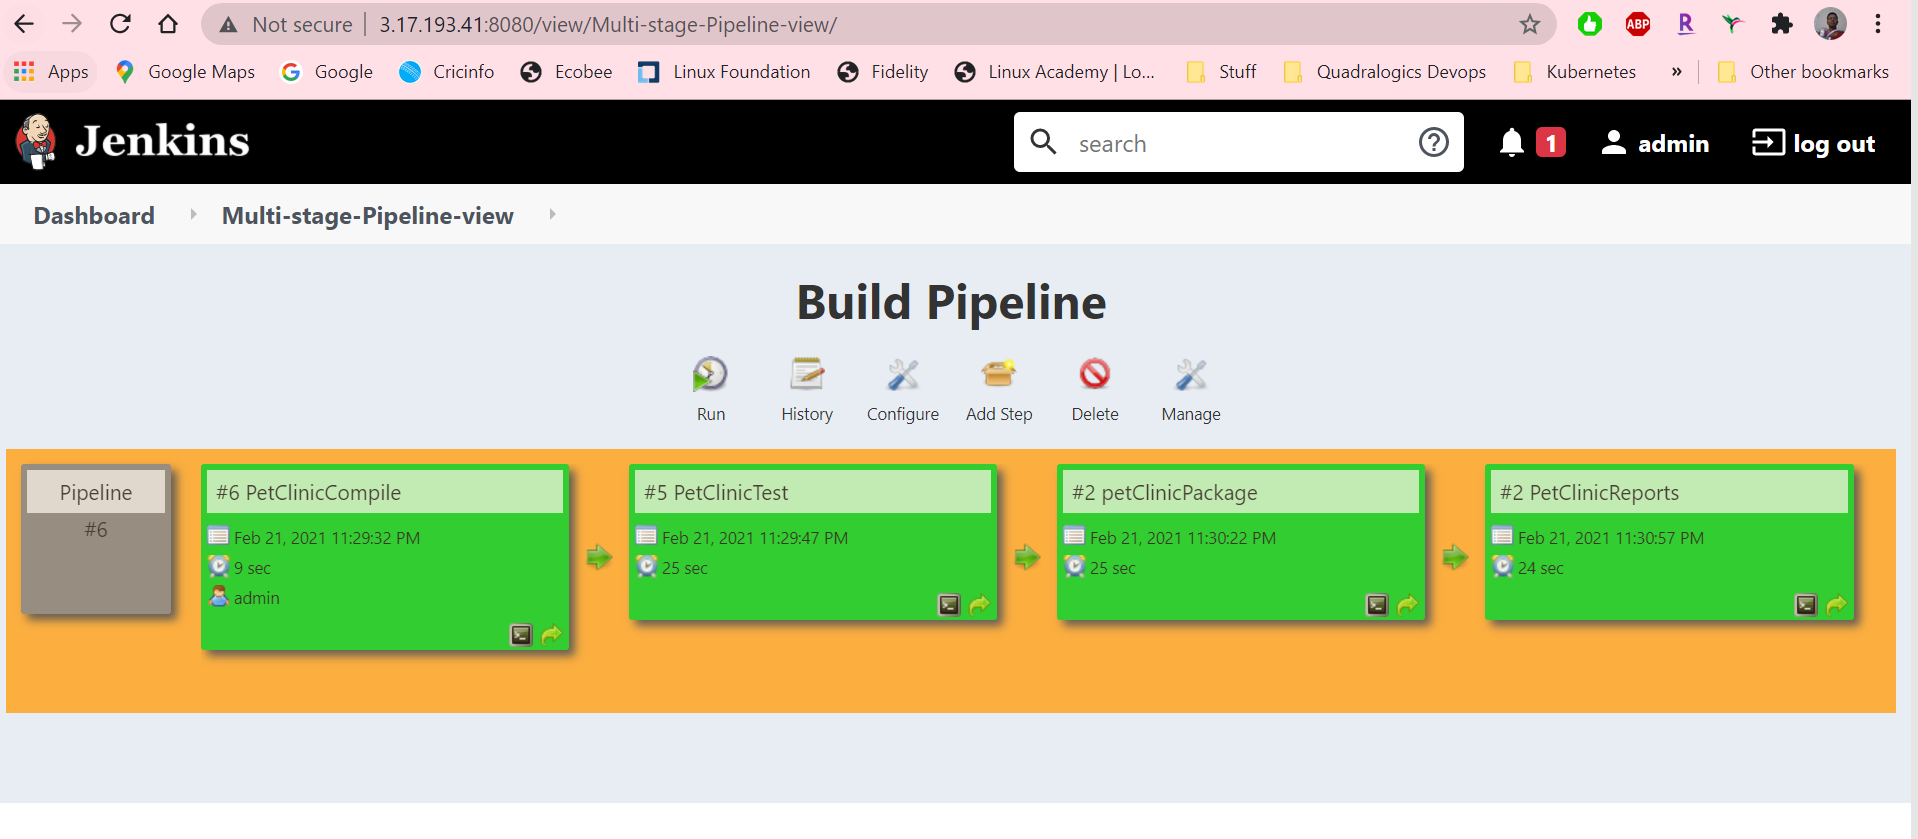 Not secure 3.17.193.41:8080/view/Multi-stage-Pipeline-view/ ABP R
Apps Google Maps Google Cricinfo Ecobee Linux Foundation Fidelity Linux Academy | Lo... Stuff Quadralogics Devops Kubernetes » Other bookmarks
Jenkins search 1 admin log out
Dashboard Multi-stage-Pipeline-view
Build Pipeline
Run History Configure Add Step Delete Manage
Pipeline
#6
#6 PetClinicCompile
Feb 21, 2021 11:29:32 PM
9 sec
admin
#5 PetClinicTest
Feb 21, 2021 11:29:47 PM
25 sec
#2 petClinicPackage
Feb 21, 2021 11:30:22 PM
25 sec
#2 PetClinicReports
Feb 21, 2021 11:30:57 PM
24 sec